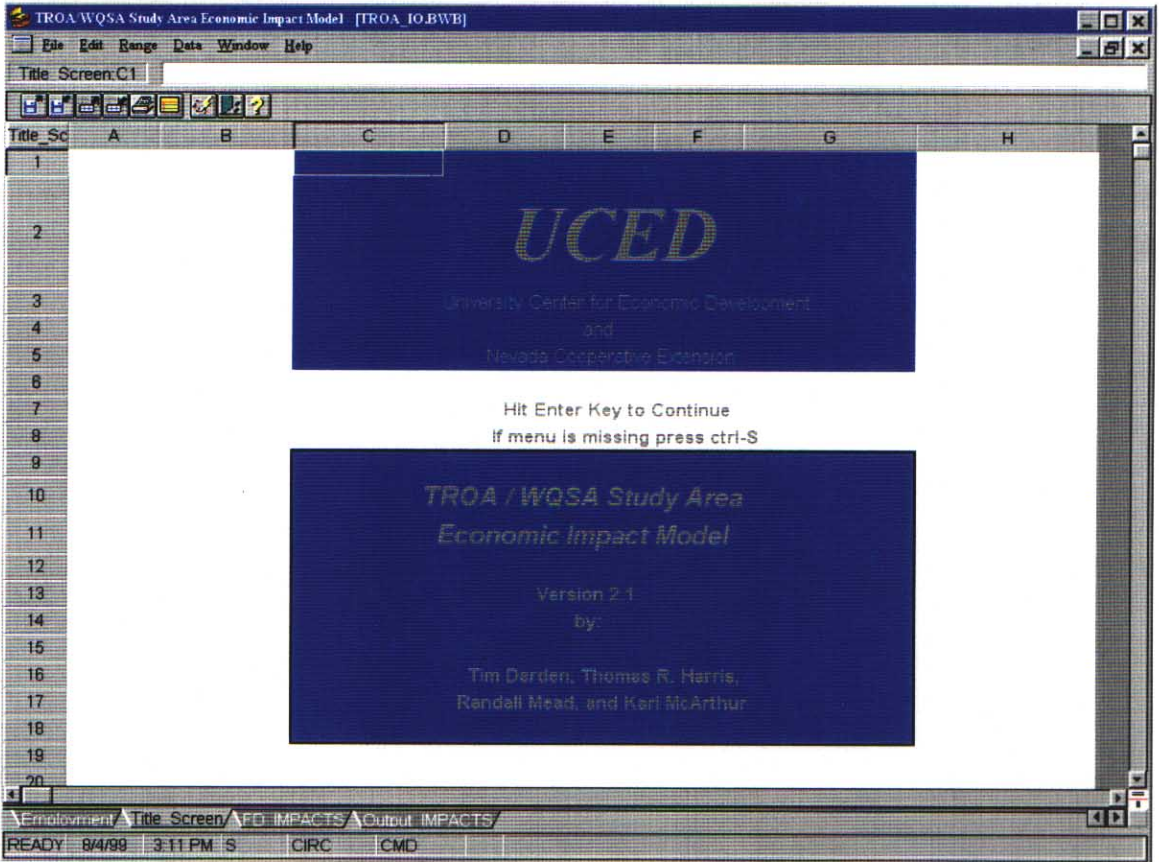 TROA/WQSA Study Area Economic Impact Model - [TROA_IO.BWB]
File Edit Range Data Window Help
Title_Screen:C1
Title_Sc A B C D E F G H
1
2
UCED
3
University Center for Economic Development
4
and
5
Nevada Cooperative Extension
6
7
Hit Enter Key to Continue
8
If menu is missing press ctrl-S
9
10
TROA / WQSA Study Area
11
Economic Impact Model
12
13
Version 2.1
14
by:
15
16
Tim Darden, Thomas R. Harris,
17
Randall Mead, and Kari McArthur
18
19
20
Employment Title_Screen FD_IMPACTS Output_IMPACTS
READY 8/4/99 3:11 PM S CIRC CMD